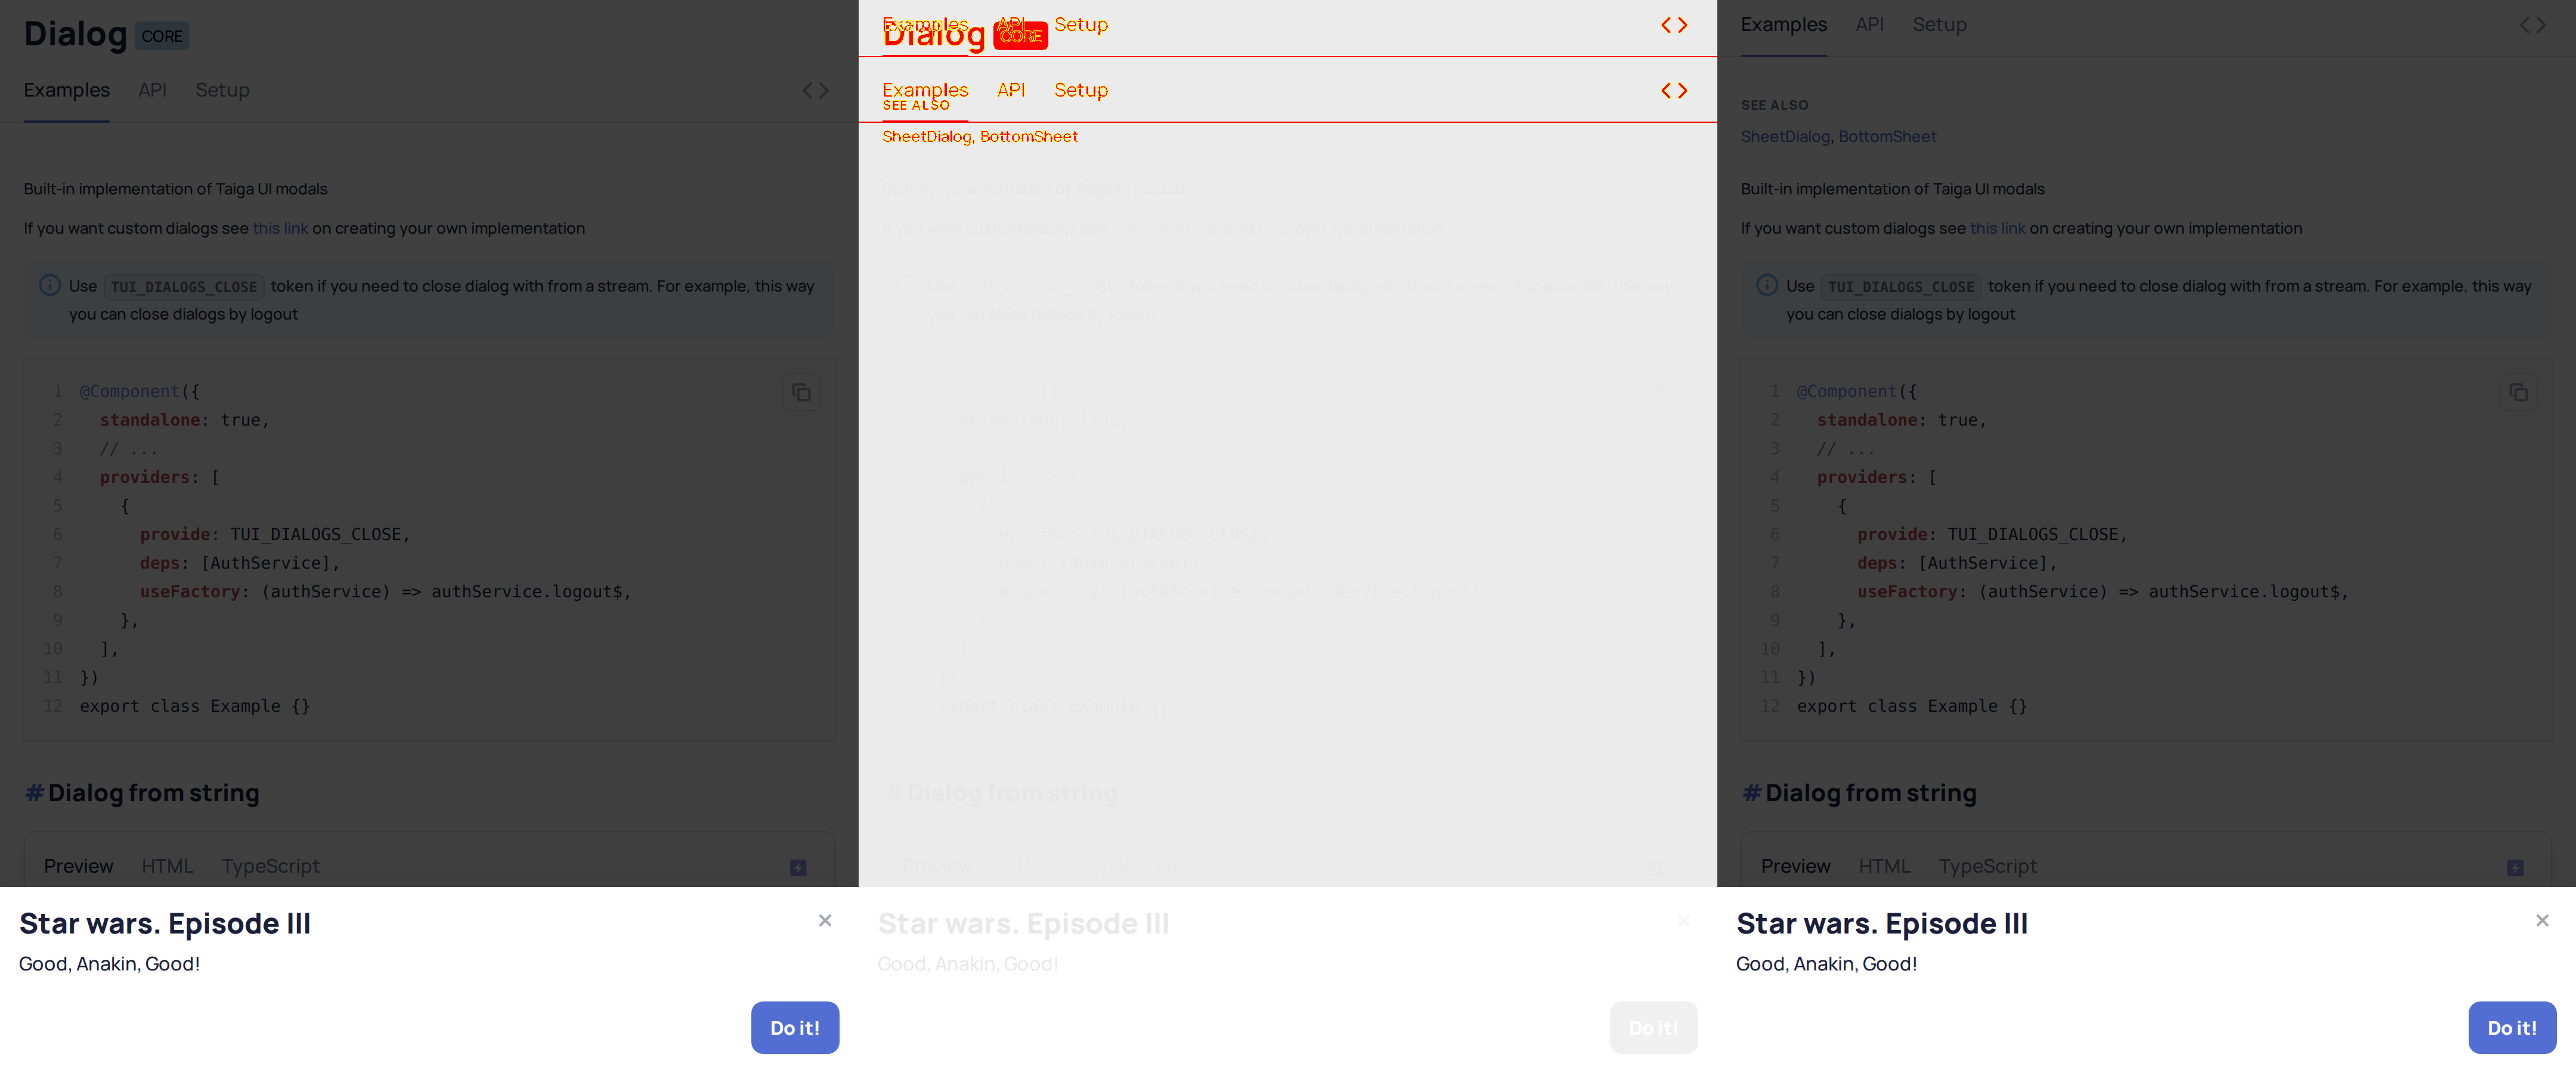 Dialog CORE
Examples API Setup
Built-in implementation of Taiga UI modals
If you want custom dialogs see this link on creating your own implementation
Use TUI_DIALOGS_CLOSE token if you need to close dialog with from a stream. For example, this way
you can close dialogs by logout
1 @Component({
2 standalone: true,
3 // ...
4 providers: [
5 {
6 provide: TUI_DIALOGS_CLOSE,
7 deps: [AuthService],
8 useFactory: (authService) => authService.logout$,
9 },
10 ],
11 })
12 export class Example {}
# Dialog from string
Preview HTML TypeScript
Star wars. Episode III
Good, Anakin, Good!
Do it!
Examples API Setup
Dialog CORE
Examples API Setup
SEE ALSO
SheetDialog, BottomSheet
Built-in implementation of Taiga UI modals
If you want custom dialogs see this link on creating your own implementation
Use TUI_DIALOGS_CLOSE token if you need to close dialog with from a stream. For example, this way
you can close dialogs by logout
@Component({
standalone: true,
// ...
providers: [
{
provide: TUI_DIALOGS_CLOSE,
deps: [AuthService],
useFactory: (authService) => authService.logout$,
},
],
})
export class Example {}
# Dialog from string
Preview HTML TypeScript
Star wars. Episode III
Good, Anakin, Good!
Do it!
Examples API Setup
SEE ALSO
SheetDialog, BottomSheet
Built-in implementation of Taiga UI modals
If you want custom dialogs see this link on creating your own implementation
Use TUI_DIALOGS_CLOSE token if you need to close dialog with from a stream. For example, this way
you can close dialogs by logout
1 @Component({
2 standalone: true,
3 // ...
4 providers: [
5 {
6 provide: TUI_DIALOGS_CLOSE,
7 deps: [AuthService],
8 useFactory: (authService) => authService.logout$,
9 },
10 ],
11 })
12 export class Example {}
# Dialog from string
Preview HTML TypeScript
Star wars. Episode III
Good, Anakin, Good!
Do it!